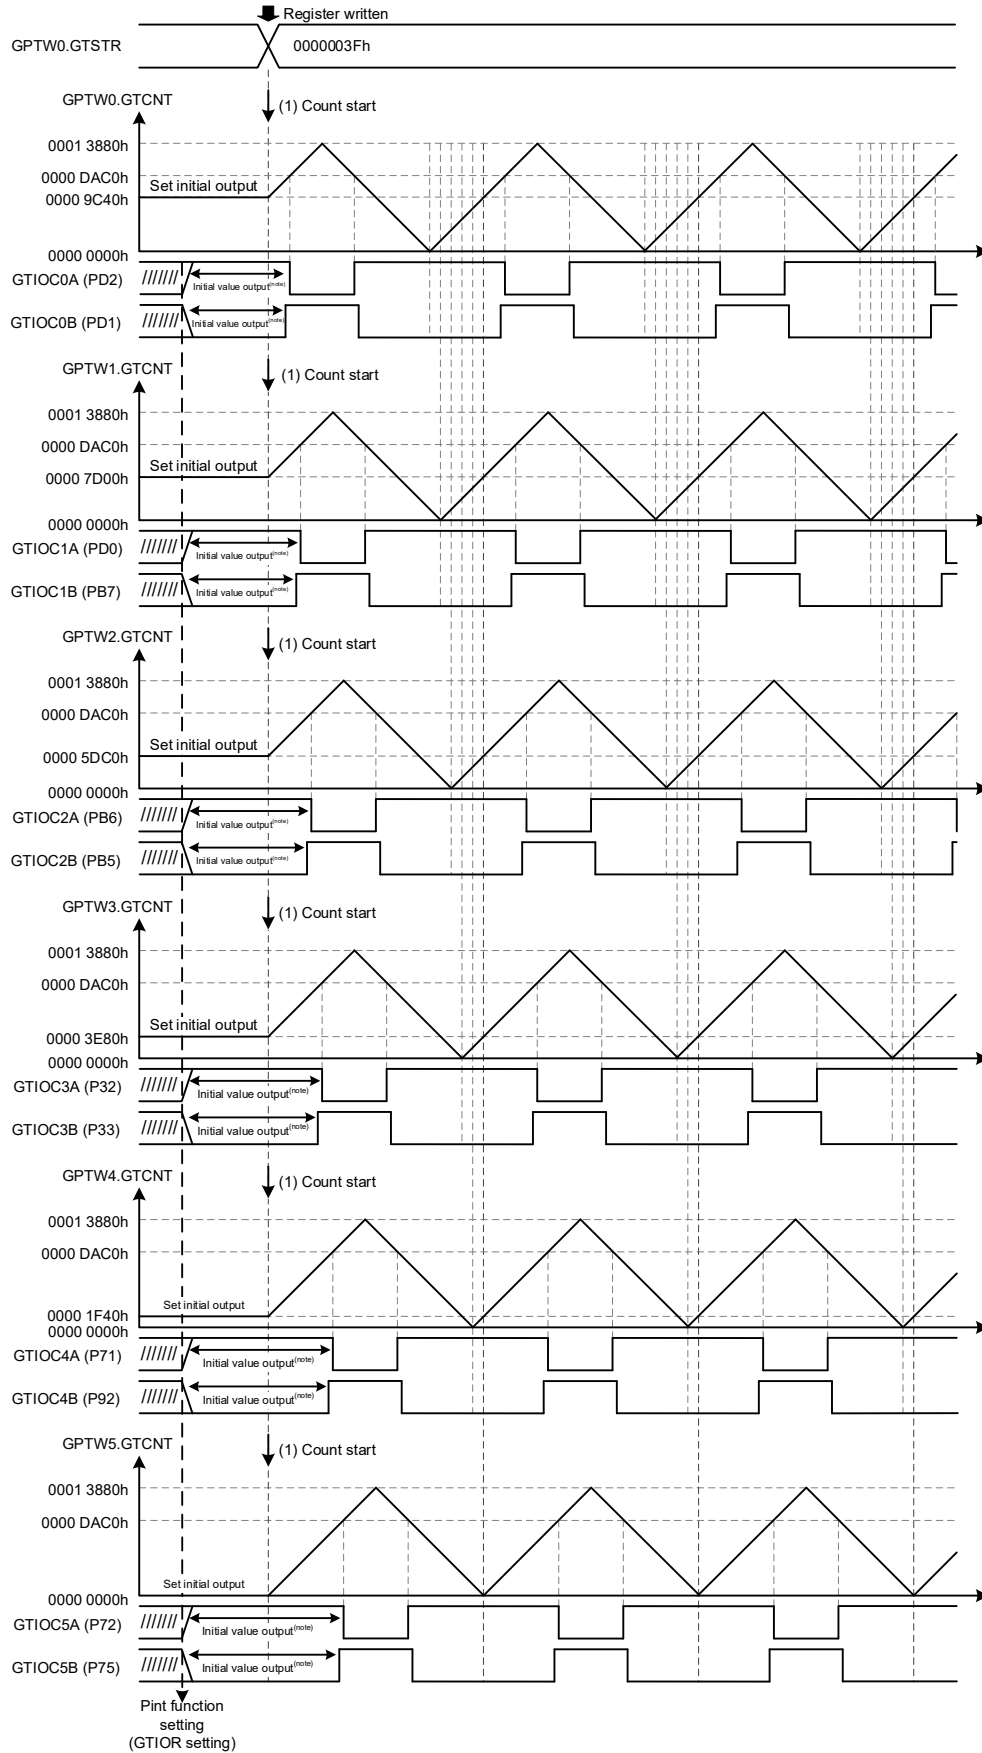 Register written
GPTW0.GTSTR
0000003Fh
GPTW0.GTCNT
(1) Count start
0001 3880h
0000 DAC0h
Set initial output
0000 9C40h
0000 0000h
GTIOC0A (PD2)
///////
Initial value output(note)
GTIOC0B (PD1)
///////
Initial value output(note)
GPTW1.GTCNT
(1) Count start
0001 3880h
0000 DAC0h
Set initial output
0000 7D00h
0000 0000h
GTIOC1A (PD0)
///////
Initial value output(note)
GTIOC1B (PB7)
///////
Initial value output(note)
GPTW2.GTCNT
(1) Count start
0001 3880h
0000 DAC0h
Set initial output
0000 5DC0h
0000 0000h
GTIOC2A (PB6)
///////
Initial value output(note)
GTIOC2B (PB5)
///////
Initial value output(note)
GPTW3.GTCNT
(1) Count start
0001 3880h
0000 DAC0h
Set initial output
0000 3E80h
0000 0000h
GTIOC3A (P32)
///////
Initial value output(note)
GTIOC3B (P33)
///////
Initial value output(note)
GPTW4.GTCNT
(1) Count start
0001 3880h
0000 DAC0h
Set initial output
0000 1F40h
0000 0000h
GTIOC4A (P71)
///////
Initial value output(note)
GTIOC4B (P92)
///////
Initial value output(note)
GPTW5.GTCNT
(1) Count start
0001 3880h
0000 DAC0h
Set initial output
0000 0000h
GTIOC5A (P72)
///////
Initial value output(note)
GTIOC5B (P75)
///////
Initial value output(note)
Pint function
setting
(GTIOR setting)